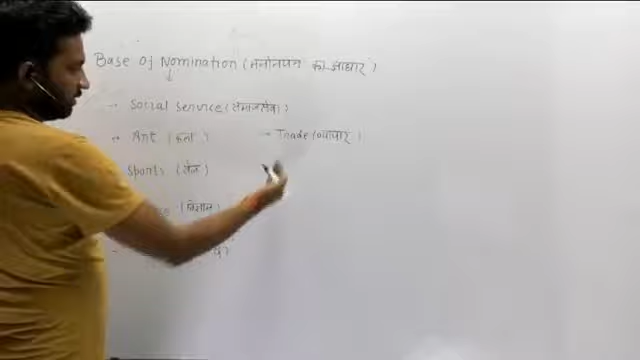 Base of Nomination (मनोनयन का आधार)
→ Social Service (समाजसेवा)
→ Art (कला) → Trade (व्यापार)
Sports (खेल)
(विज्ञान)